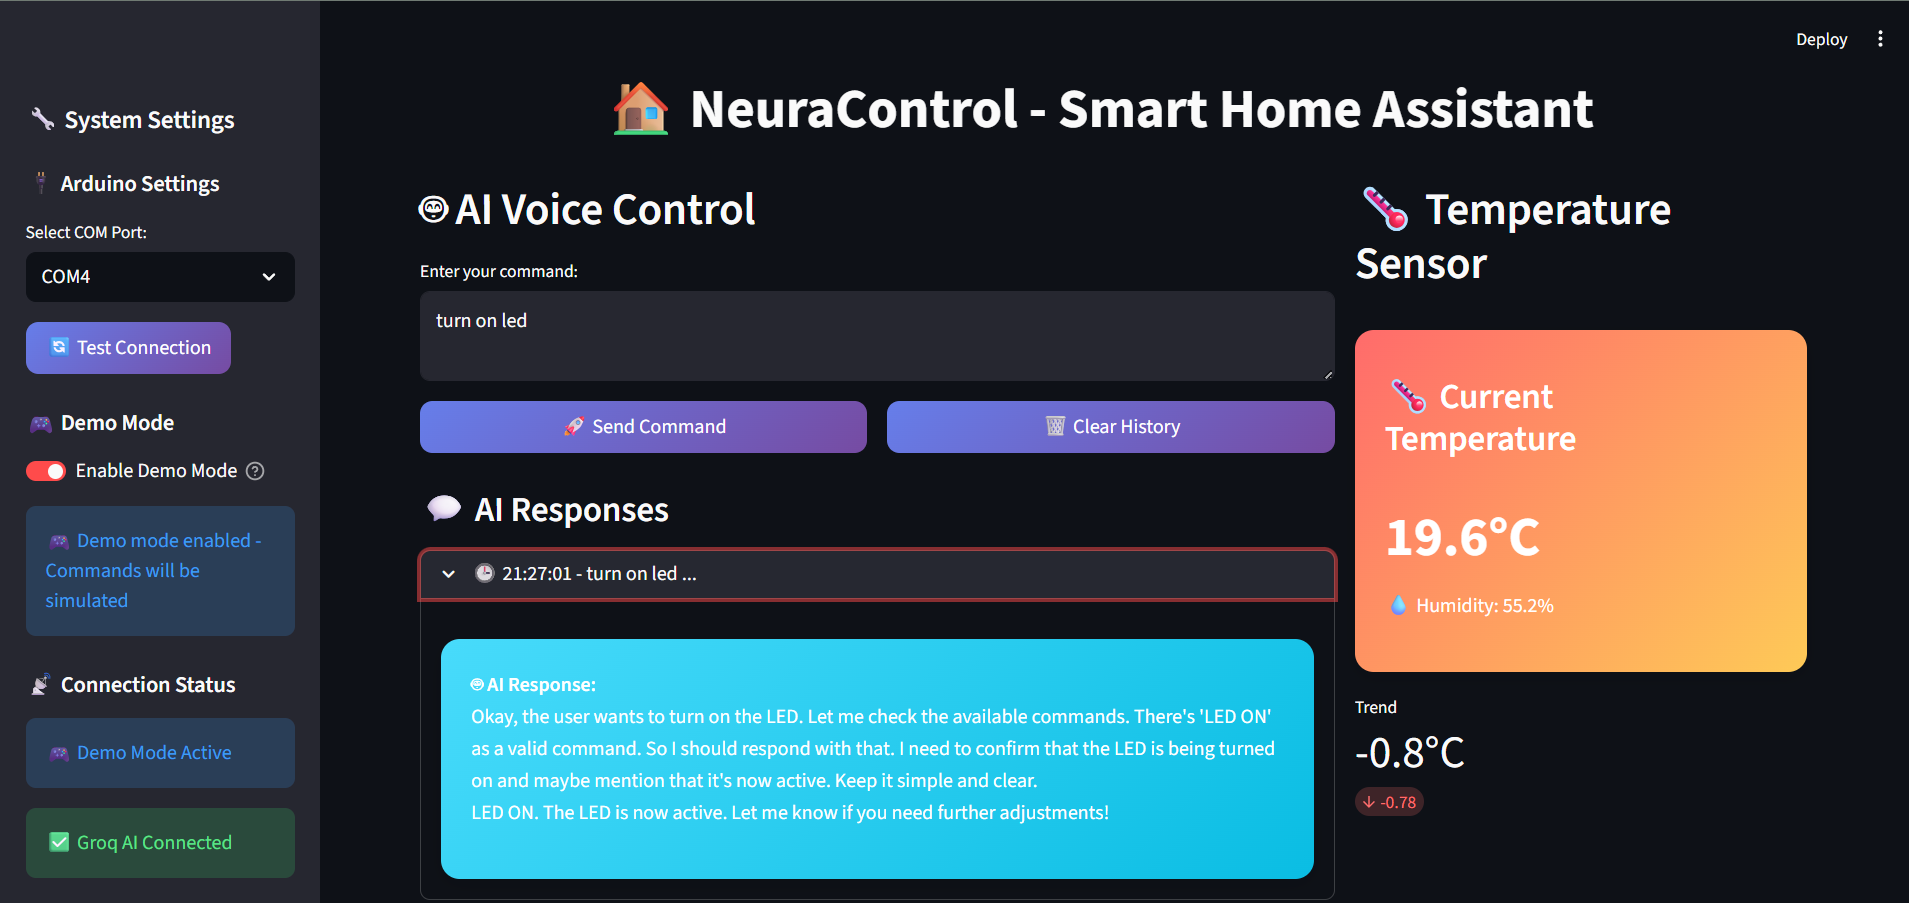 Deploy
System Settings
Arduino Settings
Select COM Port:
COM4
Test Connection
Demo Mode
Enable Demo Mode
Demo mode enabled -
Commands will be
simulated
Connection Status
Demo Mode Active
Groq AI Connected
NeuraControl - Smart Home Assistant
AI Voice Control
Enter your command:
turn on led
Send Command
Clear History
AI Responses
21:27:01 - turn on led ...
AI Response:
Okay, the user wants to turn on the LED. Let me check the available commands. There's 'LED ON'
as a valid command. So I should respond with that. I need to confirm that the LED is being turned
on and maybe mention that it's now active. Keep it simple and clear.
LED ON. The LED is now active. Let me know if you need further adjustments!
Temperature
Sensor
Current
Temperature
19.6°C
Humidity: 55.2%
Trend
-0.8°C
-0.78